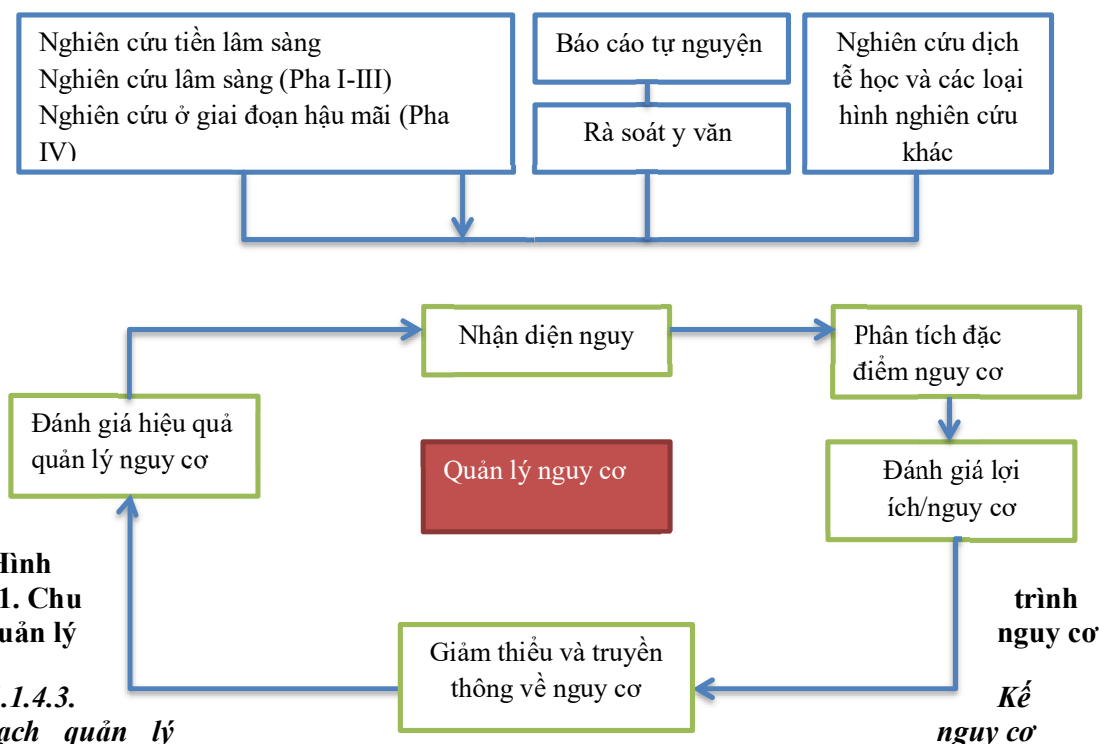 Nghiên cứu tiền lâm sàng
Nghiên cứu lâm sàng (Pha I-III)
Nghiên cứu ở giai đoạn hậu mãi (Pha
IV)
Báo cáo tự nguyện
Rà soát y văn
Nghiên cứu dịch
tễ học và các loại
hình nghiên cứu
khác
Nhận diện nguy
Phân tích đặc
điểm nguy cơ
Đánh giá hiệu quả
quản lý nguy cơ
Quản lý nguy cơ
Đánh giá lợi
ích/nguy cơ
Giảm thiểu và truyền
thông về nguy cơ
Hình
1. Chu trình
uản lý nguy cơ
.1.4.3. Kế
ạch quản lý nguy cơ